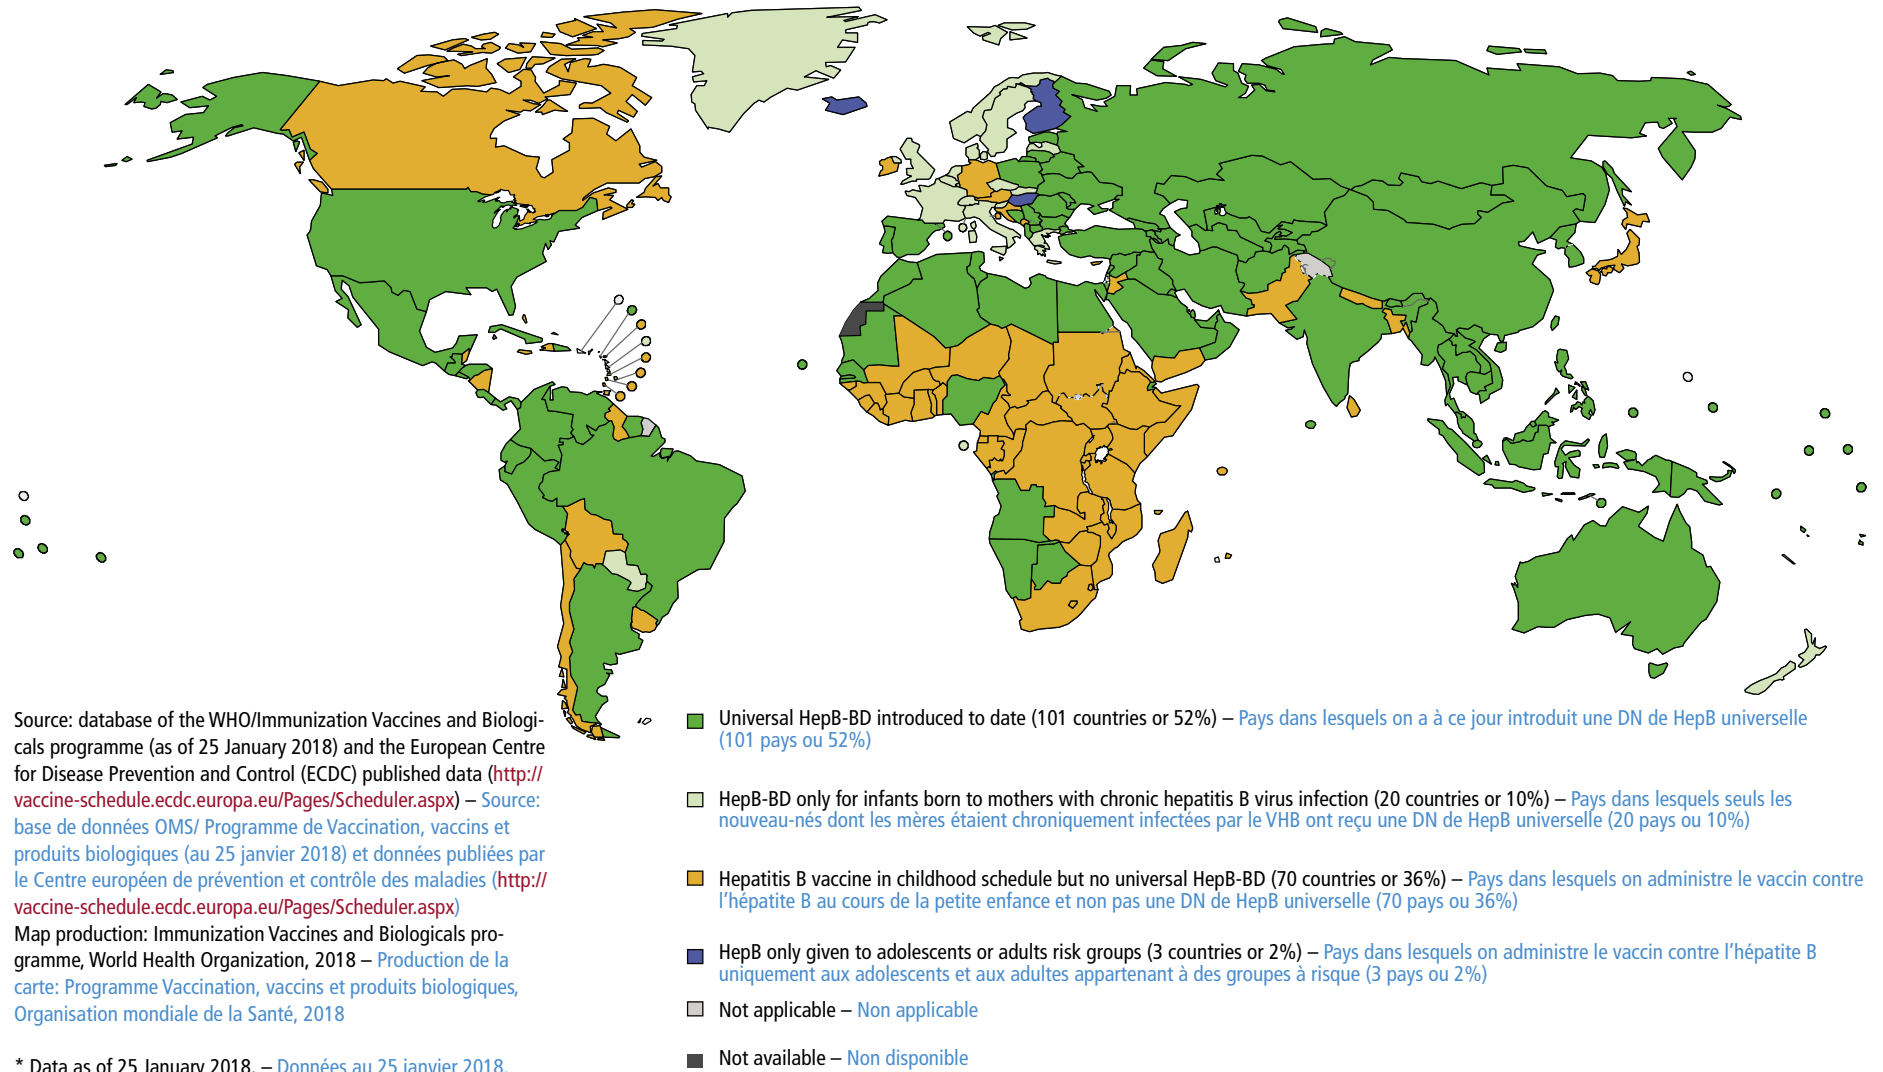 Source: database of the WHO/Immunization Vaccines and Biologi-
cals programme (as of 25 January 2018) and the European Centre
for Disease Prevention and Control (ECDC) published data (http://
vaccine-schedule.ecdc.europa.eu/Pages/Scheduler.aspx) – Source:
base de données OMS/ Programme de Vaccination, vaccins et
produits biologiques (au 25 janvier 2018) et données publiées par
le Centre européen de prévention et contrôle des maladies (http://
vaccine-schedule.ecdc.europa.eu/Pages/Scheduler.aspx)
Map production: Immunization Vaccines and Biologicals pro-
gramme, World Health Organization, 2018 – Production de la
carte: Programme Vaccination, vaccins et produits biologiques,
Organisation mondiale de la Santé, 2018
* Data as of 25 January 2018. – Données au 25 janvier 2018.
Universal HepB-BD introduced to date (101 countries or 52%) – Pays dans lesquels on a à ce jour introduit une DN de HepB universelle
(101 pays ou 52%)
HepB-BD only for infants born to mothers with chronic hepatitis B virus infection (20 countries or 10%) – Pays dans lesquels seuls les
nouveau-nés dont les mères étaient chroniquement infectées par le VHB ont reçu une DN de HepB universelle (20 pays ou 10%)
Hepatitis B vaccine in childhood schedule but no universal HepB-BD (70 countries or 36%) – Pays dans lesquels on administre le vaccin contre
l'hépatite B au cours de la petite enfance et non pas une DN de HepB universelle (70 pays ou 36%)
HepB only given to adolescents or adults risk groups (3 countries or 2%) – Pays dans lesquels on administre le vaccin contre l'hépatite B
uniquement aux adolescents et aux adultes appartenant à des groupes à risque (3 pays ou 2%)
Not applicable – Non applicable
Not available – Non disponible